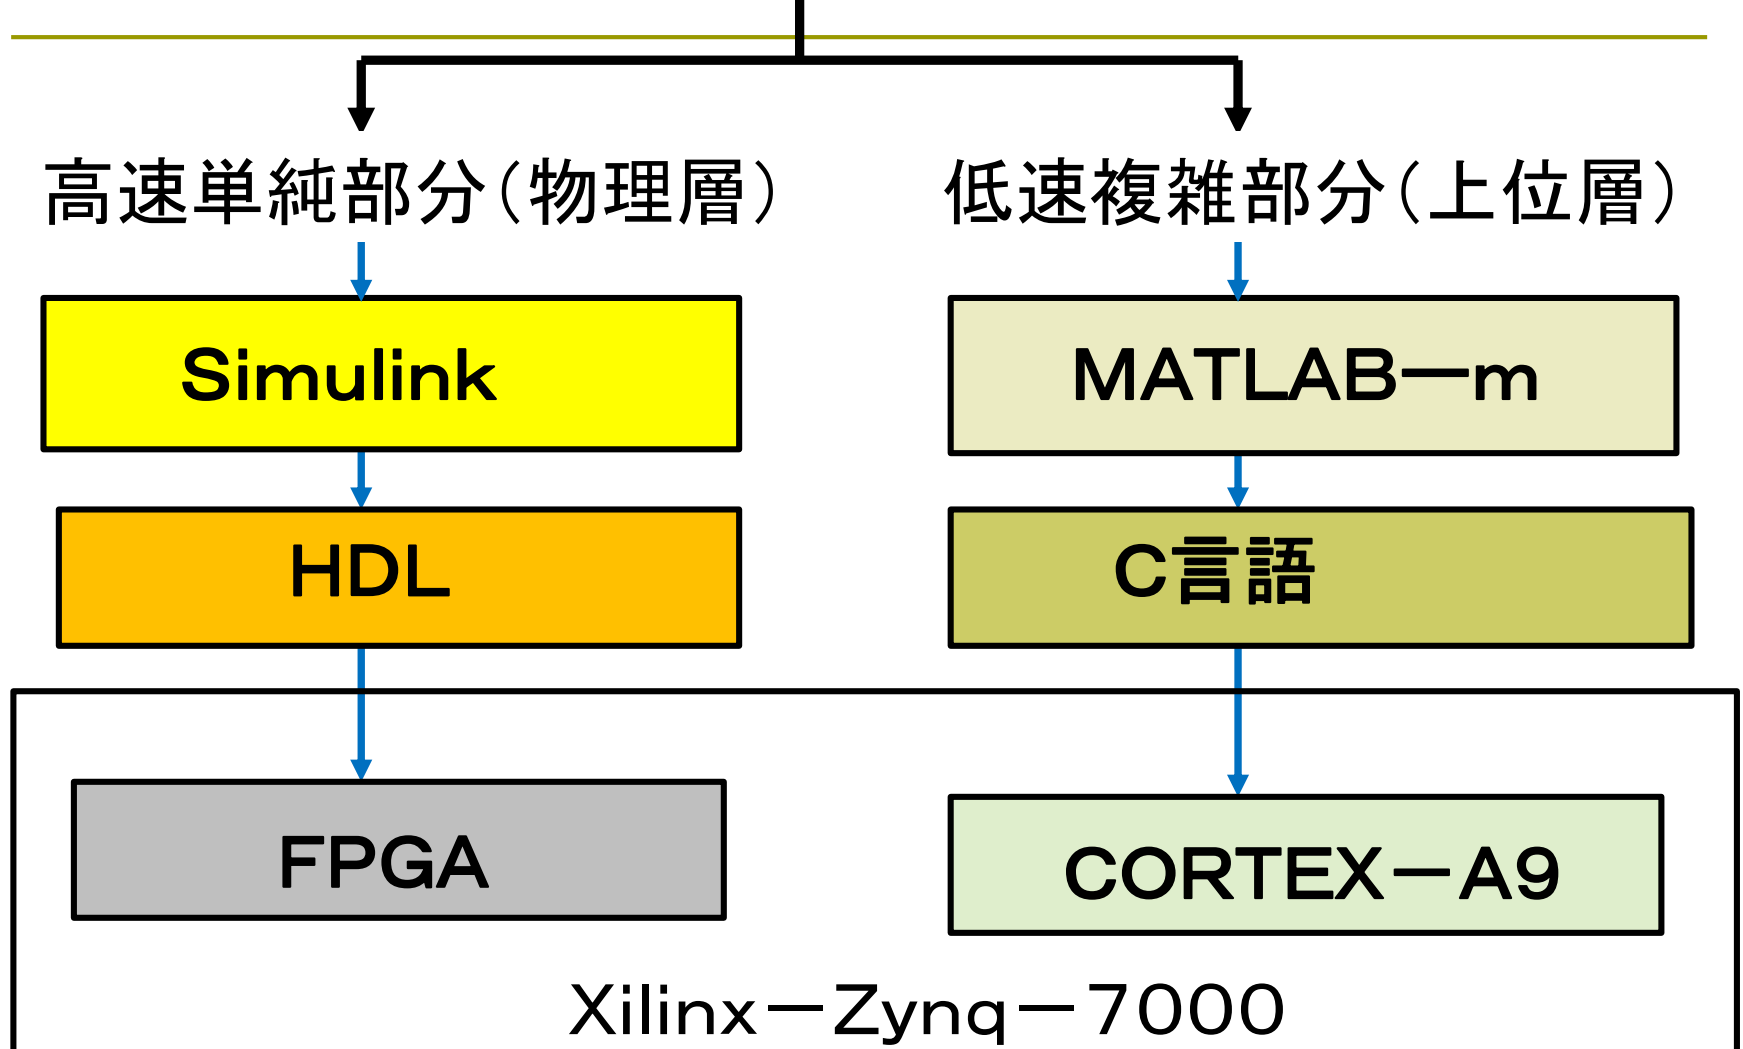 高速単純部分（物理層）
低速複雑部分（上位層）
Simulink
MATLAB－m
HDL
C言語
FPGA
CORTEX－A9
Xilinx－Zynq－7000